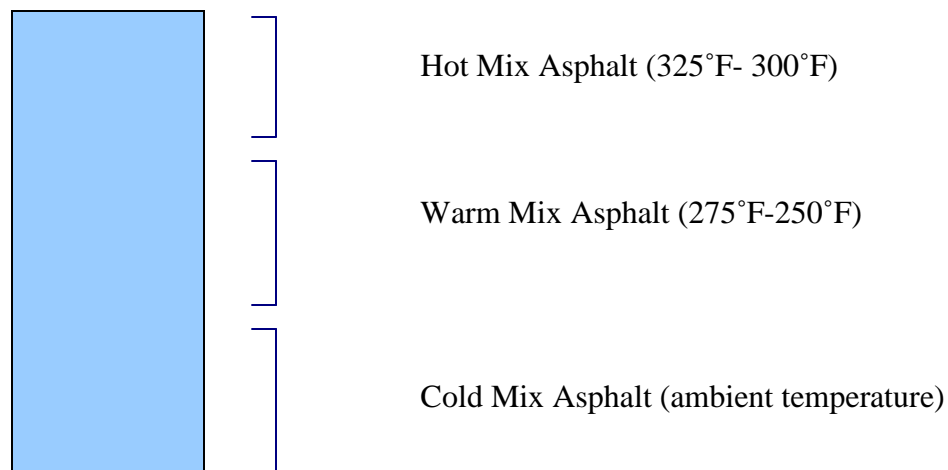 Hot Mix Asphalt (325˚F- 300˚F)
Warm Mix Asphalt (275˚F-250˚F)
Cold Mix Asphalt (ambient temperature)